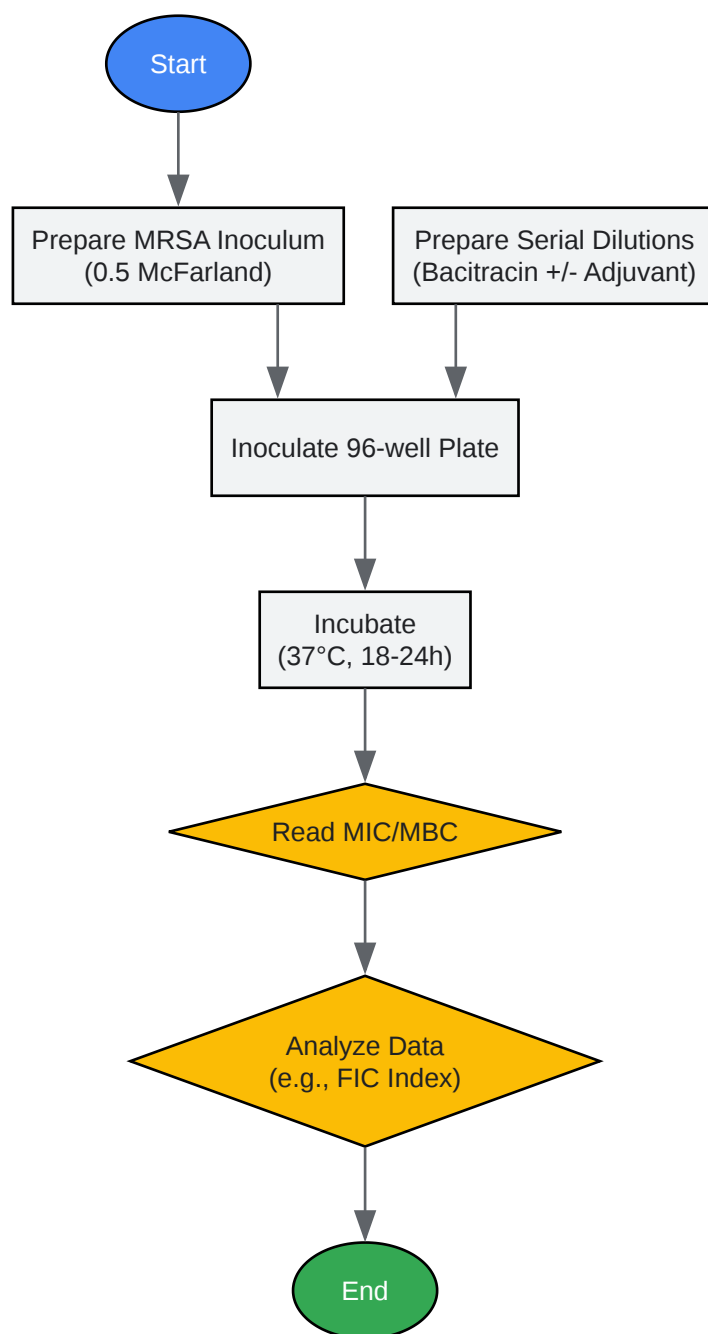 Start
Prepare MRSA Inoculum
(0.5 McFarland)
Prepare Serial Dilutions
(Bacitracin +/- Adjuvant)
Inoculate 96-well Plate
Incubate
(37°C, 18-24h)
Read MIC/MBC
Analyze Data
(e.g., FIC Index)
End